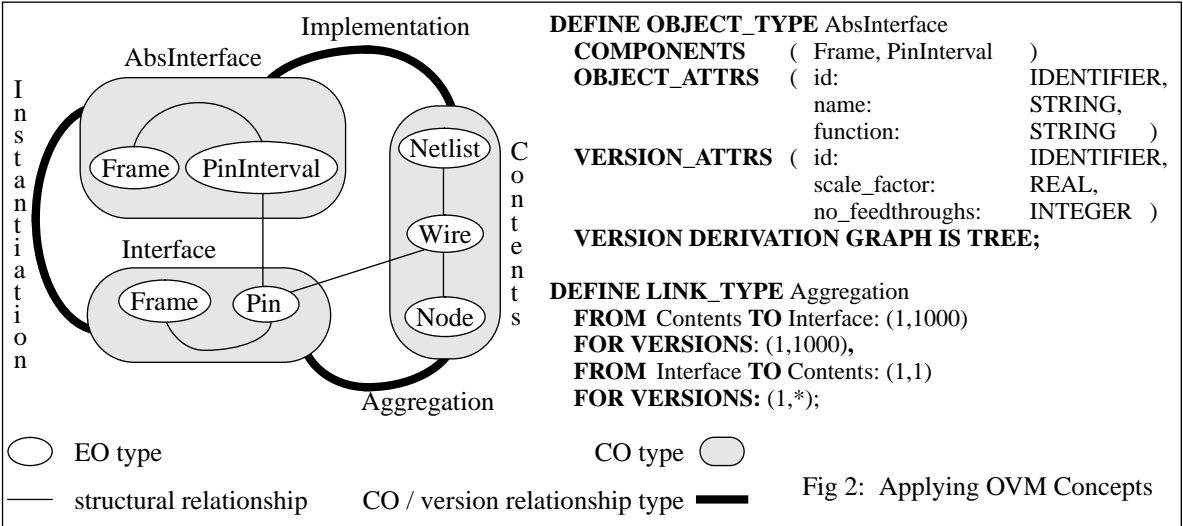 Implementation
AbsInterface
Instantiation
Frame
PinInterval
Interface
Frame
Pin
Netlist
Wire
Node
Contents
Aggregation
DEFINE OBJECT_TYPE AbsInterface
COMPONENTS ( Frame, PinInterval )
OBJECT_ATTRS ( id: IDENTIFIER,
name: STRING,
function: STRING )
VERSION_ATTRS ( id: IDENTIFIER,
scale_factor: REAL,
no_feedthroughs: INTEGER )
VERSION DERIVATION GRAPH IS TREE;
DEFINE LINK_TYPE Aggregation
FROM Contents TO Interface: (1,1000)
FOR VERSIONS: (1,1000),
FROM Interface TO Contents: (1,1)
FOR VERSIONS: (1,*);
EO type
CO type
structural relationship
CO / version relationship type
Fig 2: Applying OVM Concepts